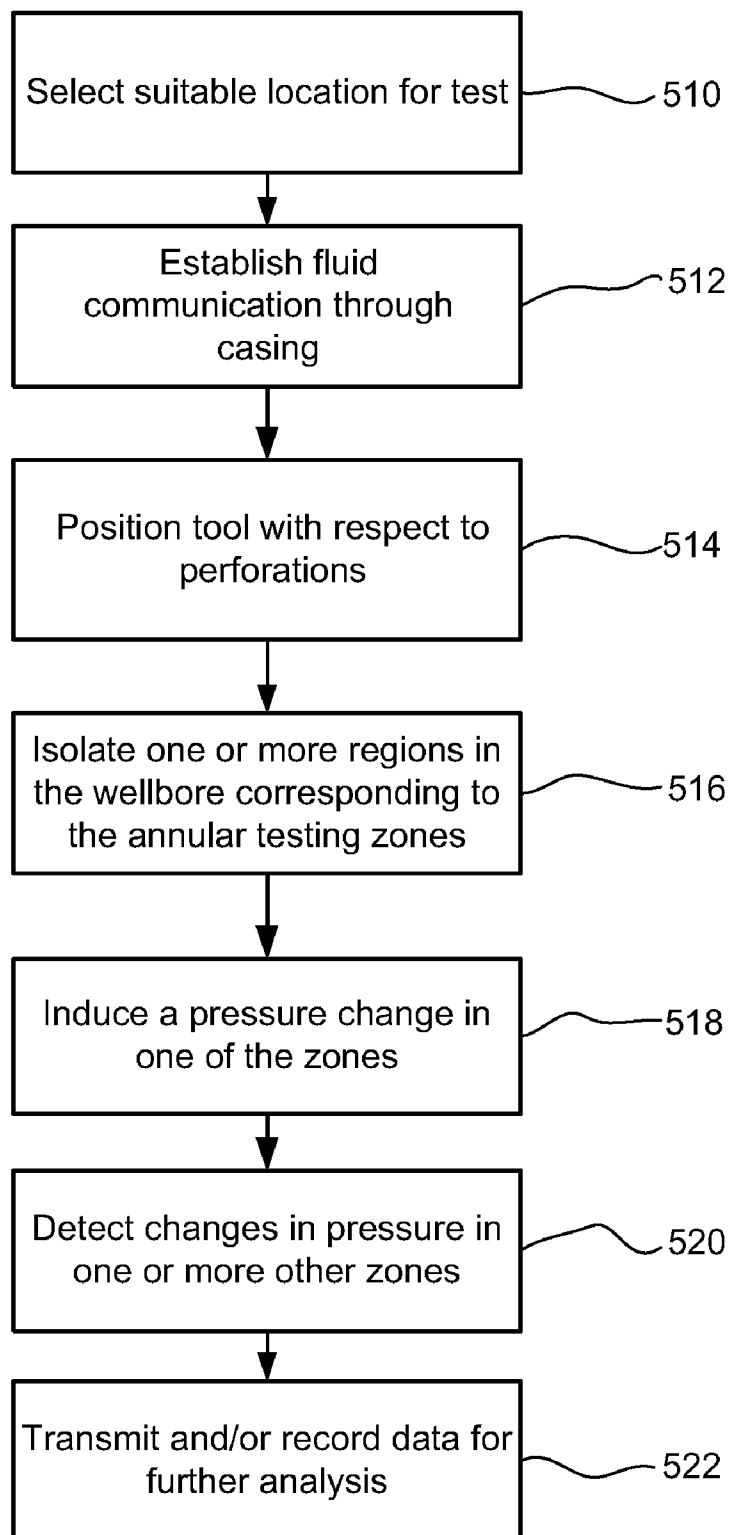 Select suitable location for test
510
Establish fluid
communication through
casing
512
Position tool with respect to
perforations
514
Isolate one or more regions in
the wellbore corresponding to
the annular testing zones
516
Induce a pressure change in
one of the zones
518
Detect changes in pressure in
one or more other zones
520
Transmit and/or record data for
further analysis
522